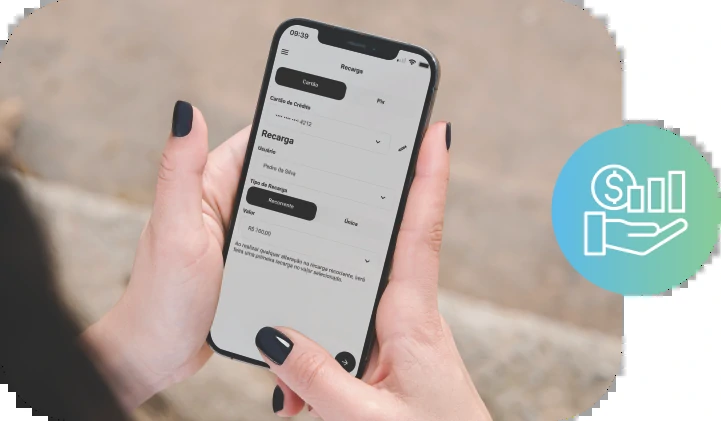 09:39
Recarga
Cartão
Pix
Cartão de Crédito
•••• •••• •••• 4212
Recarga
Usuário
Pedro da Silva
Tipo de Recarga
Recorrente
Única
Valor
R$ 100,00
Ao realizar qualquer alteração na recarga recorrente, será
feita uma primeira recarga no valor selecionado.
$